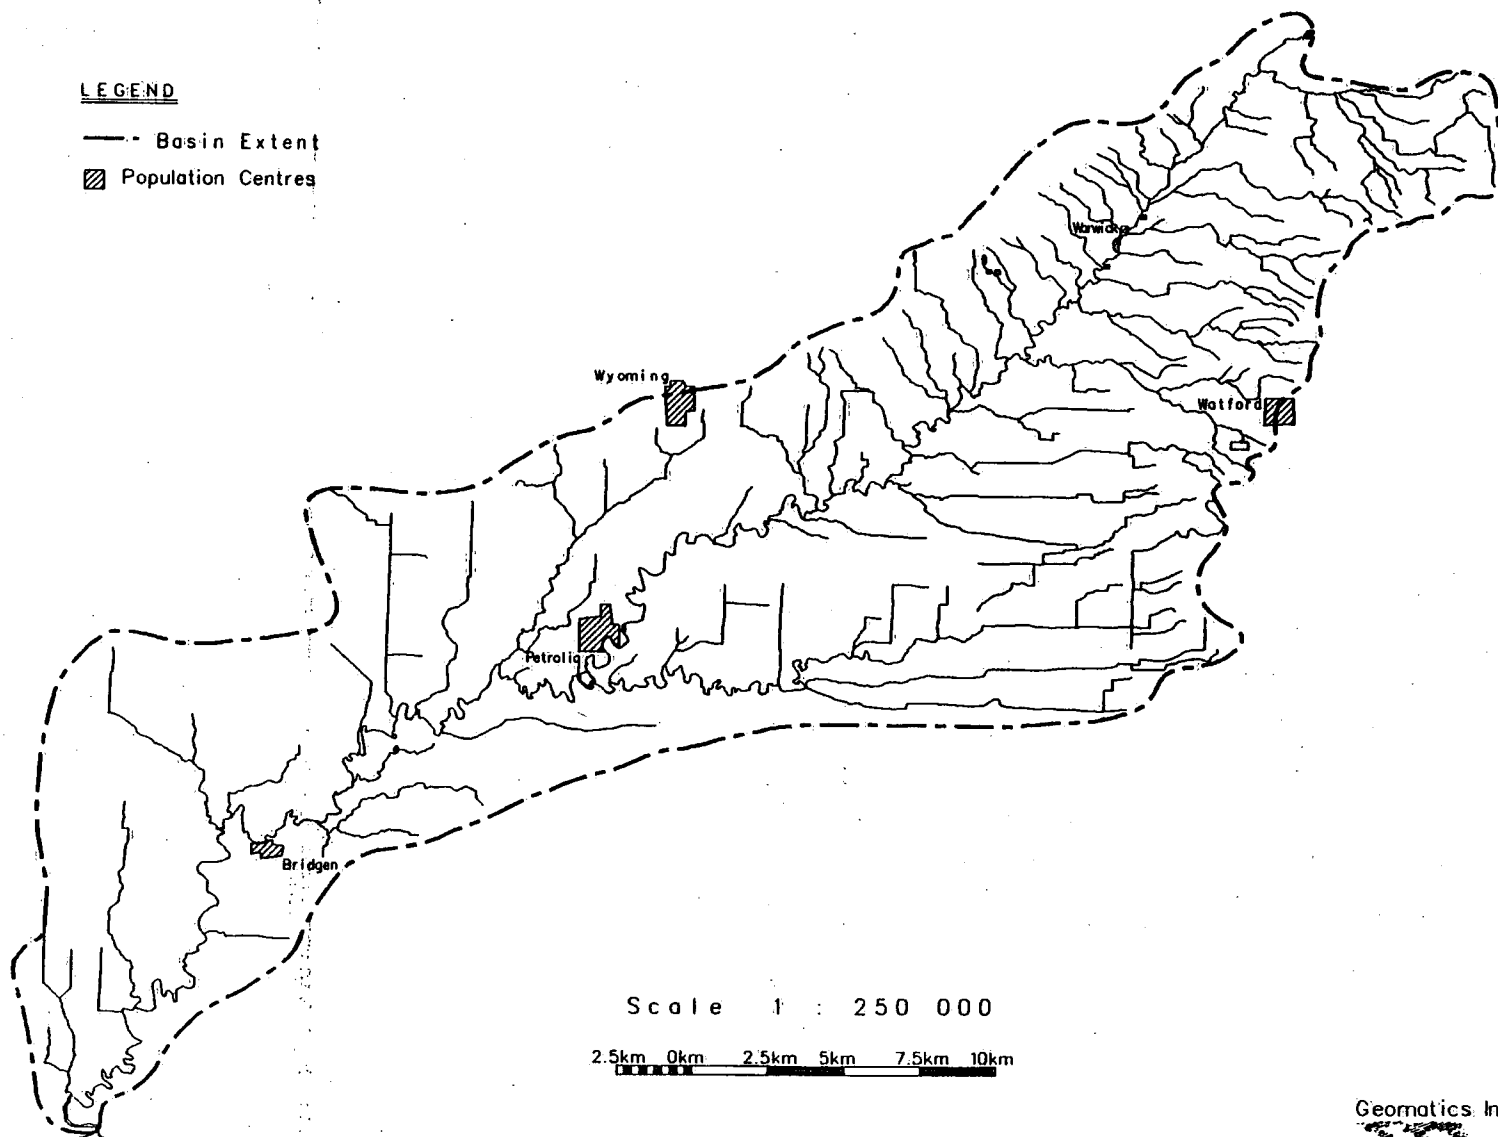 LEGEND
Basin Extent
Population Centres
Warwick
Wyoming
Watford
Petrolia
Bridgen
Scale 1 : 250 000
2.5km 0km 2.5km 5km 7.5km 10km
Geomatics In